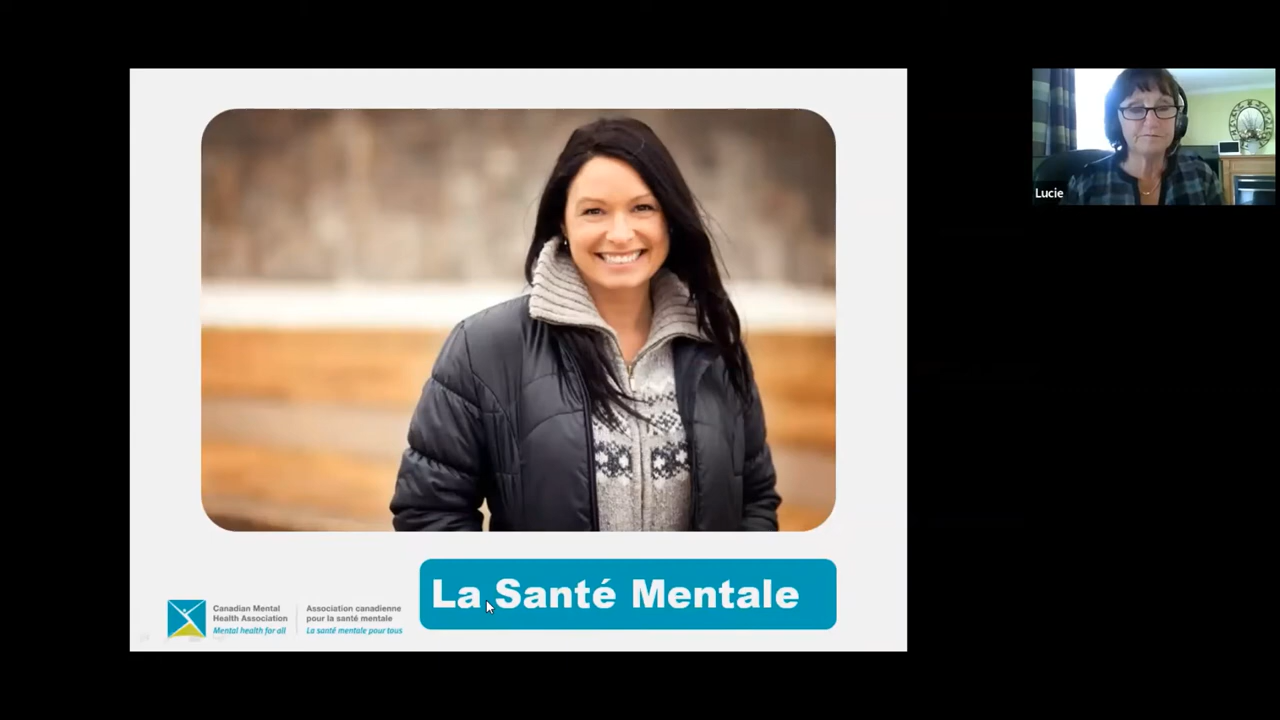 Lucie
La Santé Mentale
Canadian Mental
Health Association
Mental health for all
Association canadienne
pour la santé mentale
La santé mentale pour tous